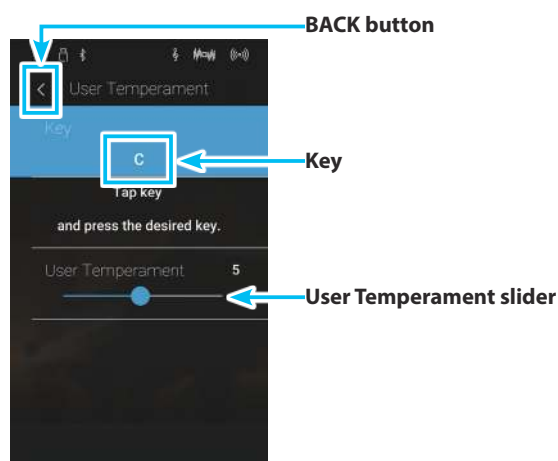 BACK button
< User Temperament
Key
C
Key
Tap key
and press the desired key.
User Temperament 5
User Temperament slider